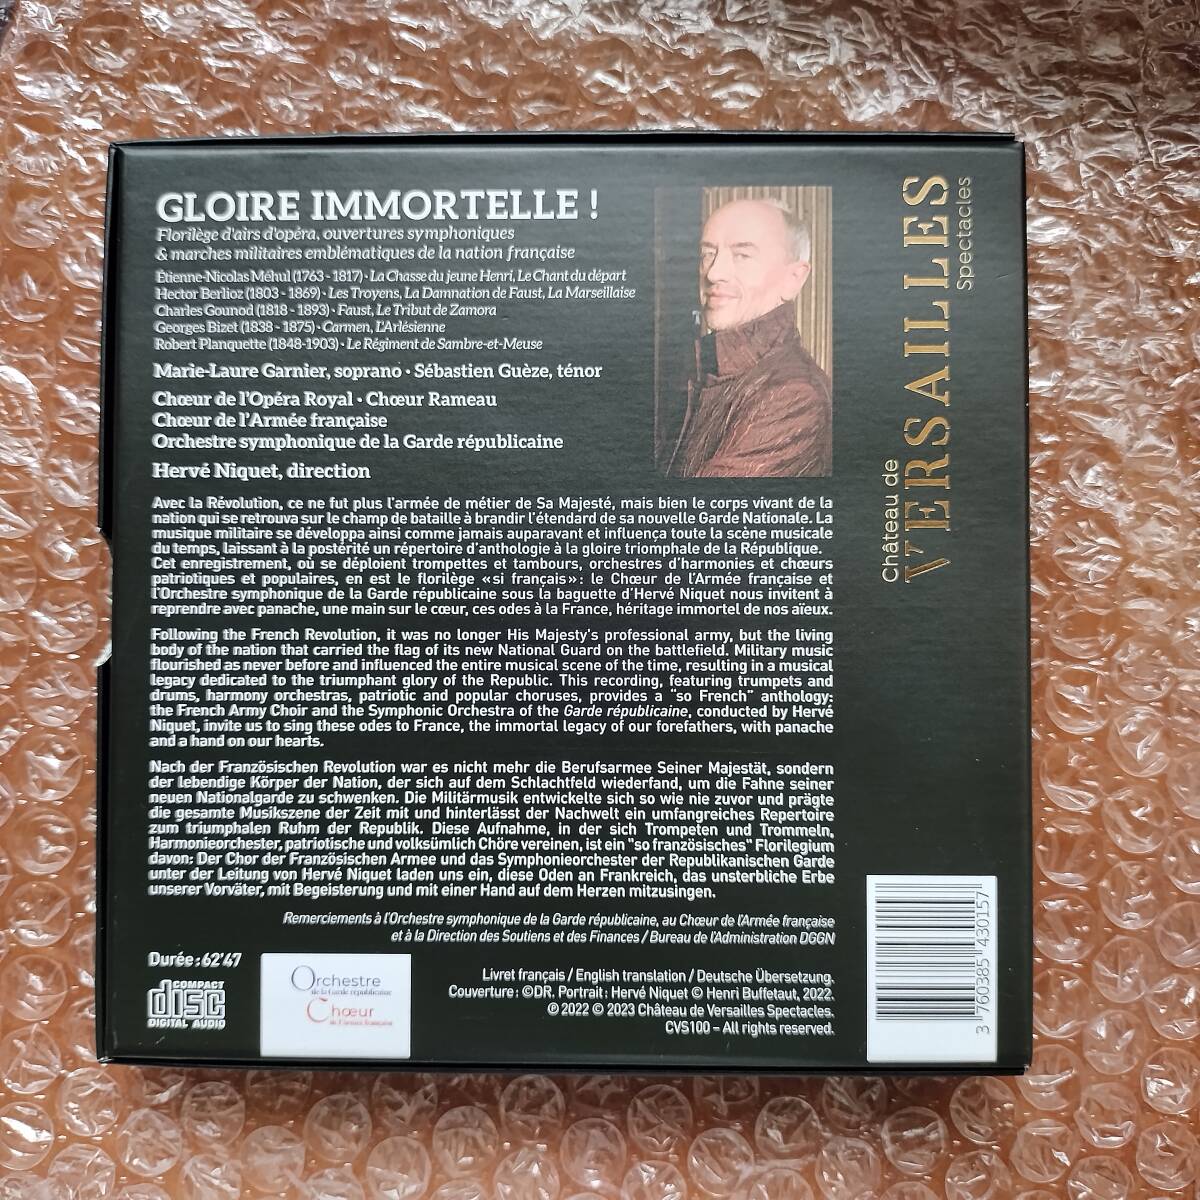 GLOIRE IMMORTELLE !
Florilège d'airs d'opéra, ouvertures symphoniques
& marches militaires emblématiques de la nation française
Étienne-Nicolas Méhul (1763 - 1817) · La Chasse du jeune Henri, Le Chant du départ
Hector Berlioz (1803 - 1869) · Les Troyens, La Damnation de Faust, La Marseillaise
Charles Gounod (1818 - 1893) · Faust, Le Tribut de Zamora
Georges Bizet (1838 - 1875) · Carmen, L'Arlésienne
Robert Planquette (1848-1903) · Le Régiment de Sambre-et-Meuse
Marie-Laure Garnier, soprano · Sébastien Guèze, ténor
Chœur de l'Opéra Royal · Chœur Rameau
Chœur de l'Armée française
Orchestre symphonique de la Garde républicaine
Hervé Niquet, direction
Avec la Révolution, ce ne fut plus l'armée de métier de Sa Majesté, mais bien le corps vivant de la
nation qui se retrouva sur le champ de bataille à brandir l'étendard de sa nouvelle Garde Nationale. La
musique militaire se développa ainsi comme jamais auparavant et influença toute la scène musicale
du temps, laissant à la postérité un répertoire d'anthologie à la gloire triomphale de la République.
Cet enregistrement, où se déploient trompettes et tambours, orchestres d'harmonies et chœurs
patriotiques et populaires, en est le florilège «si français» : le Chœur de l'Armée française et
l'Orchestre symphonique de la Garde républicaine sous la baguette d'Hervé Niquet nous invitent à
reprendre avec panache, une main sur le cœur, ces odes à la France, héritage immortel de nos aïeux.
Following the French Revolution, it was no longer His Majesty's professional army, but the living
body of the nation that carried the flag of its new National Guard on the battlefield. Military music
flourished as never before and influenced the entire musical scene of the time, resulting in a musical
legacy dedicated to the triumphant glory of the Republic. This recording, featuring trumpets and
drums, harmony orchestras, patriotic and popular choruses, provides a "so French" anthology:
the French Army Choir and the Symphonic Orchestra of the Garde républicaine, conducted by Hervé
Niquet, invite us to sing these odes to France, the immortal legacy of our forefathers, with panache
and a hand on our hearts.
Nach der Französischen Revolution war es nicht mehr die Berufsarmee Seiner Majestät, sondern
der lebendige Körper der Nation, der sich auf dem Schlachtfeld wiederfand, um die Fahne seiner
neuen Nationalgarde zu schwenken. Die Militärmusik entwickelte sich so wie nie zuvor und prägte
die gesamte Musikszene der Zeit mit und hinterlässt der Nachwelt ein umfangreiches Repertoire
zum triumphalen Ruhm der Republik. Diese Aufnahme, in der sich Trompeten und Trommeln,
Harmonieorchester, patriotische und volksümlich Chöre vereinen, ist ein "so französisches" Florilegium
davon: Der Chor der Französischen Armee und das Symphonieorchester der Republikanischen Garde
unter der Leitung von Hervé Niquet laden uns ein, diese Oden an Frankreich, das unsterbliche Erbe
unserer Vorväter, mit Begeisterung und mit einer Hand auf dem Herzen mitzusingen.
Remerciements à l'Orchestre symphonique de la Garde républicaine, au Chœur de l'Armée française
et à la Direction des Soutiens et des Finances / Bureau de l'Administration DGGN
Durée : 62'47
COMPACT
disc
DIGITAL AUDIO
Orchestre
de la Garde républicaine
Chœur
de l'armée française
Livret français / English translation / Deutsche Übersetzung.
Couverture : ©DR. Portrait : Hervé Niquet © Henri Buffetaut, 2022.
℗ 2022 © 2023 Château de Versailles Spectacles.
CVS100 – All rights reserved.
Château de
VERSAILLES
Spectacles
3 760385 430157